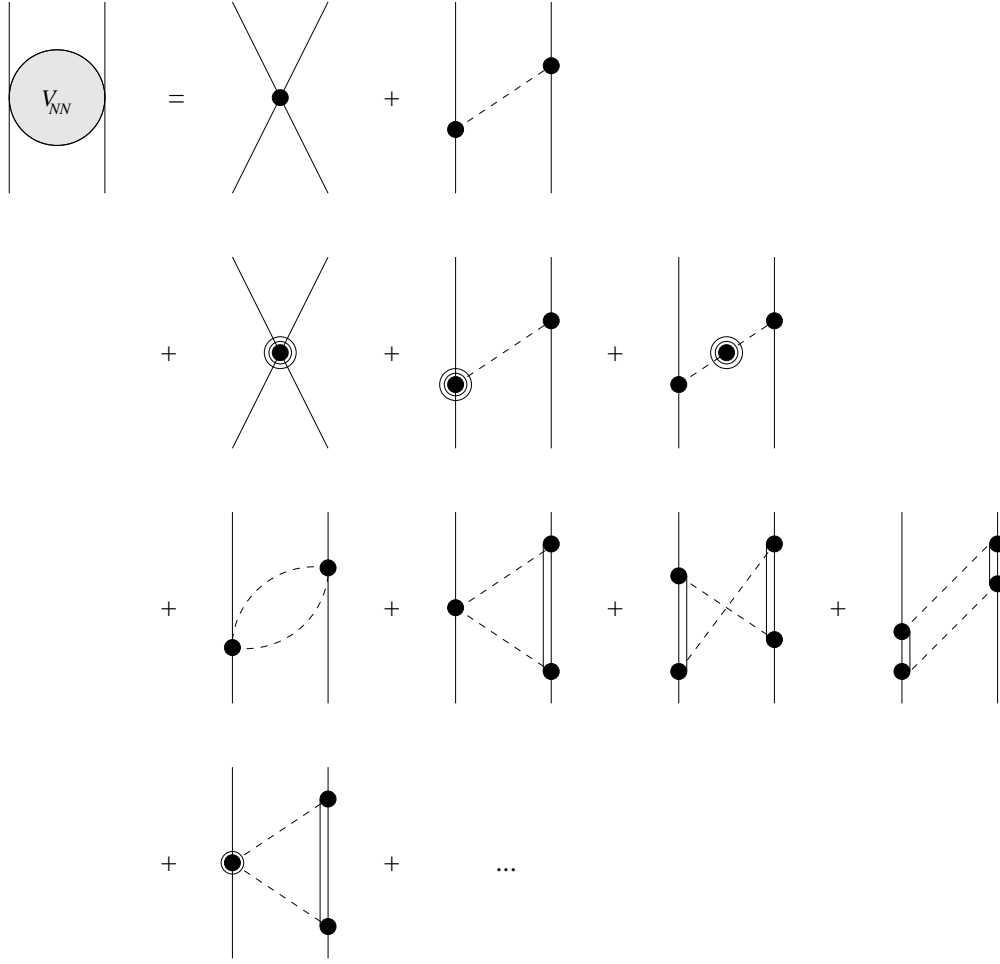 V_NN = +
+ + +
+ + + +
+ + ...